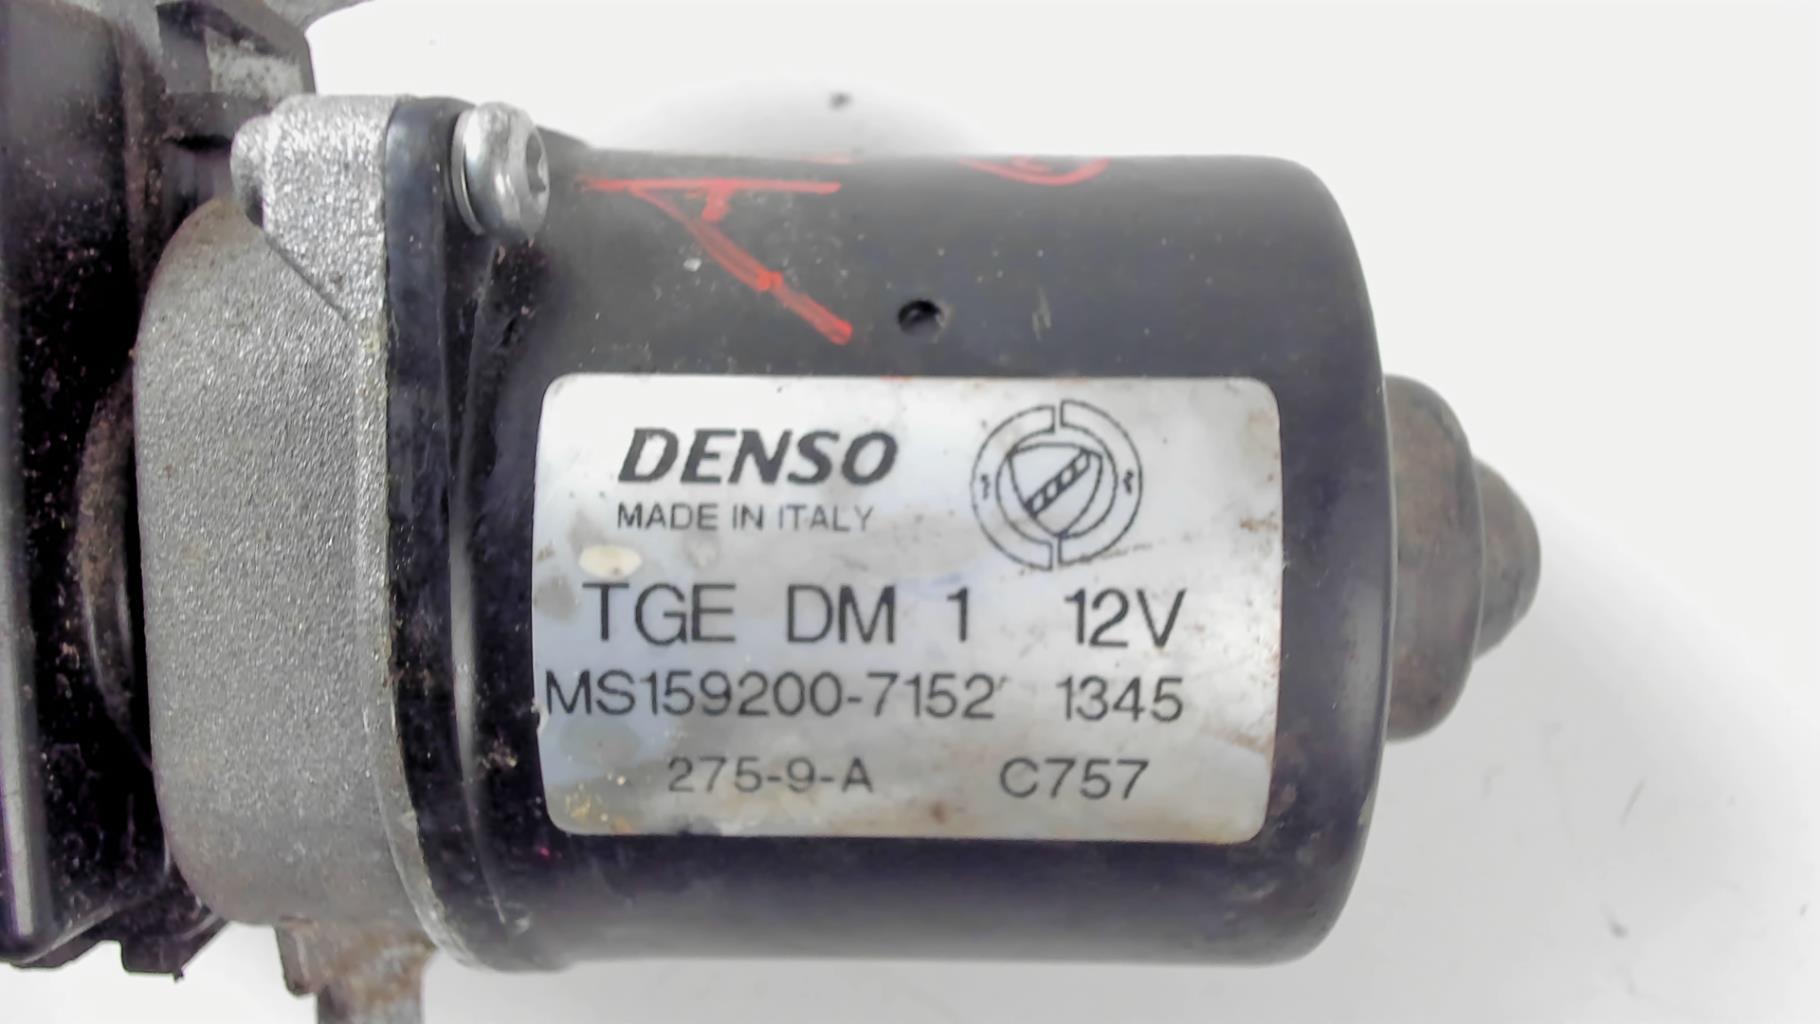 DENSO
MADE IN ITALY
TGE DM 1 12V
MS159200-7152 1345
275-9-A C757